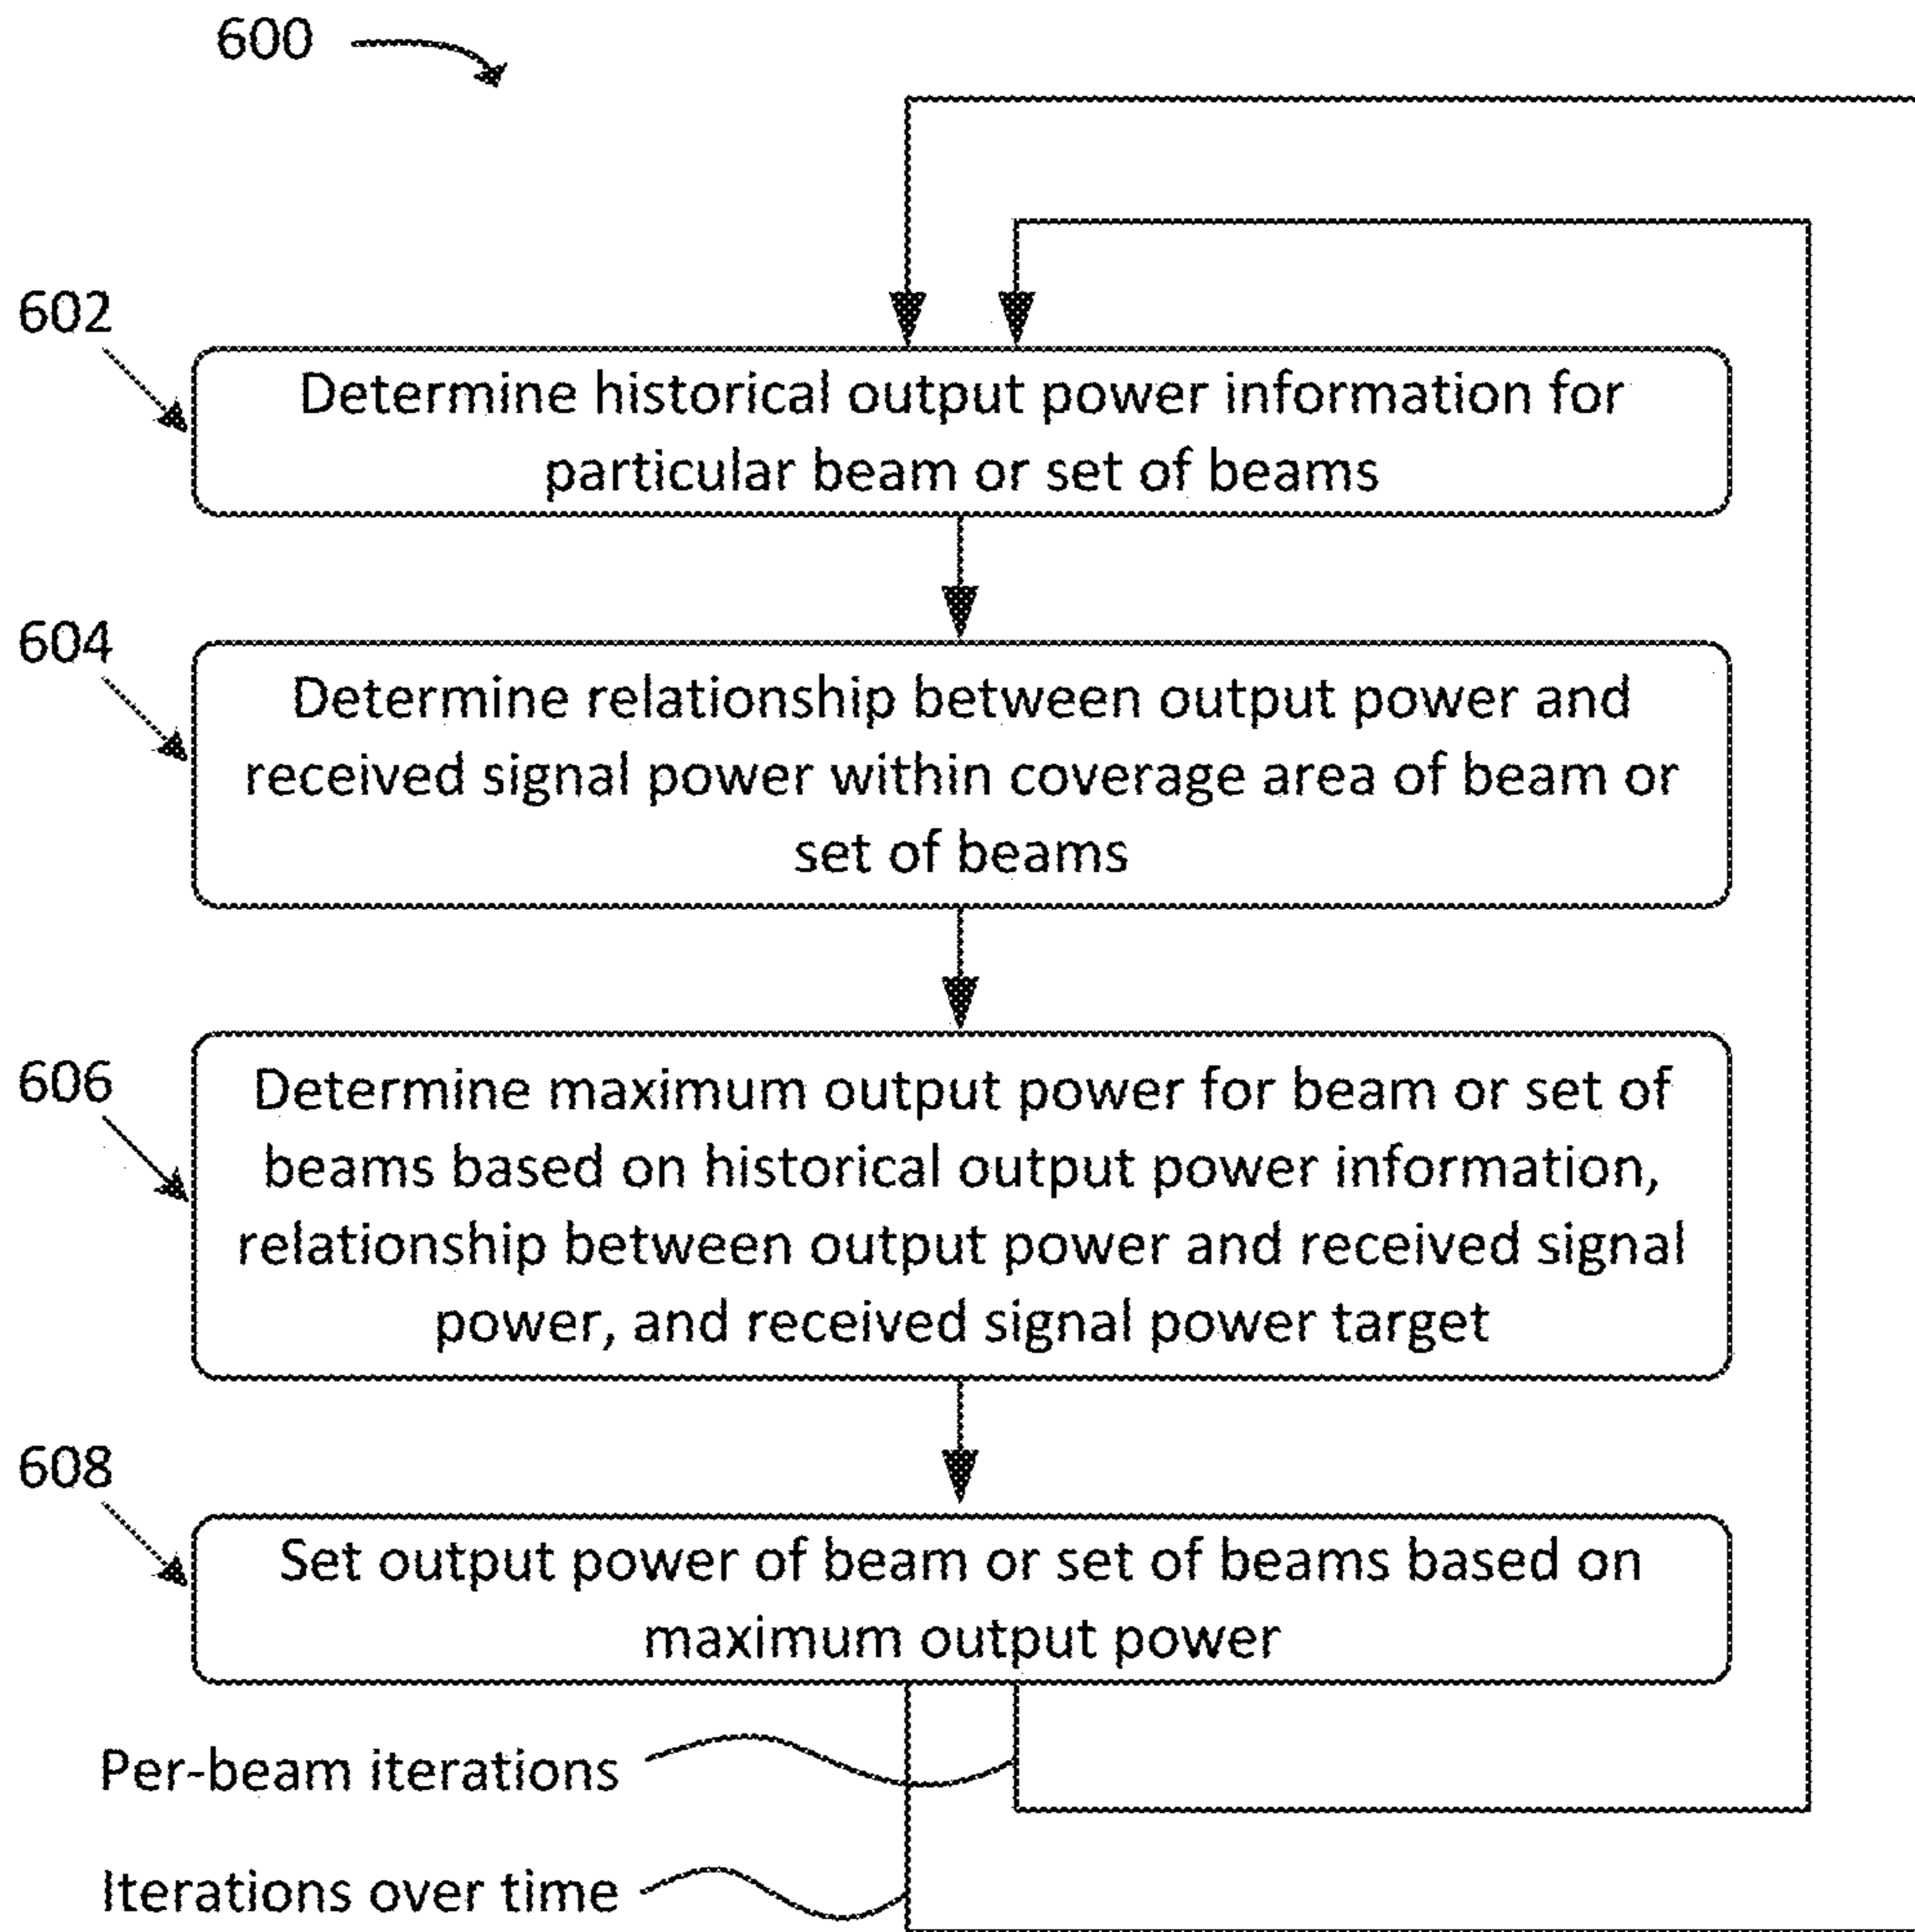 600
602
Determine historical output power information for
particular beam or set of beams
604
Determine relationship between output power and
received signal power within coverage area of beam or
set of beams
606
Determine maximum output power for beam or set of
beams based on historical output power information,
relationship between output power and received signal
power, and received signal power target
608
Set output power of beam or set of beams based on
maximum output power
Per-beam iterations
Iterations over time